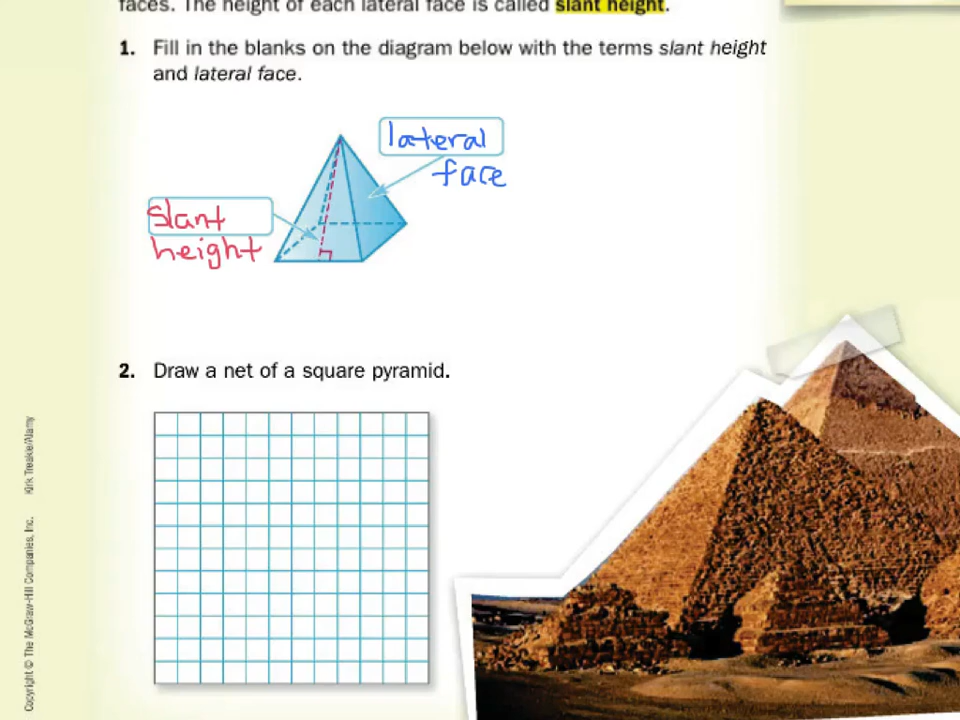 faces. The height of each lateral face is called slant height.
1. Fill in the blanks on the diagram below with the terms slant height
and lateral face.
lateral
face
slant
height
2. Draw a net of a square pyramid.
Copyright © The McGraw-Hill Companies, Inc. Kirk Treakle/Alamy